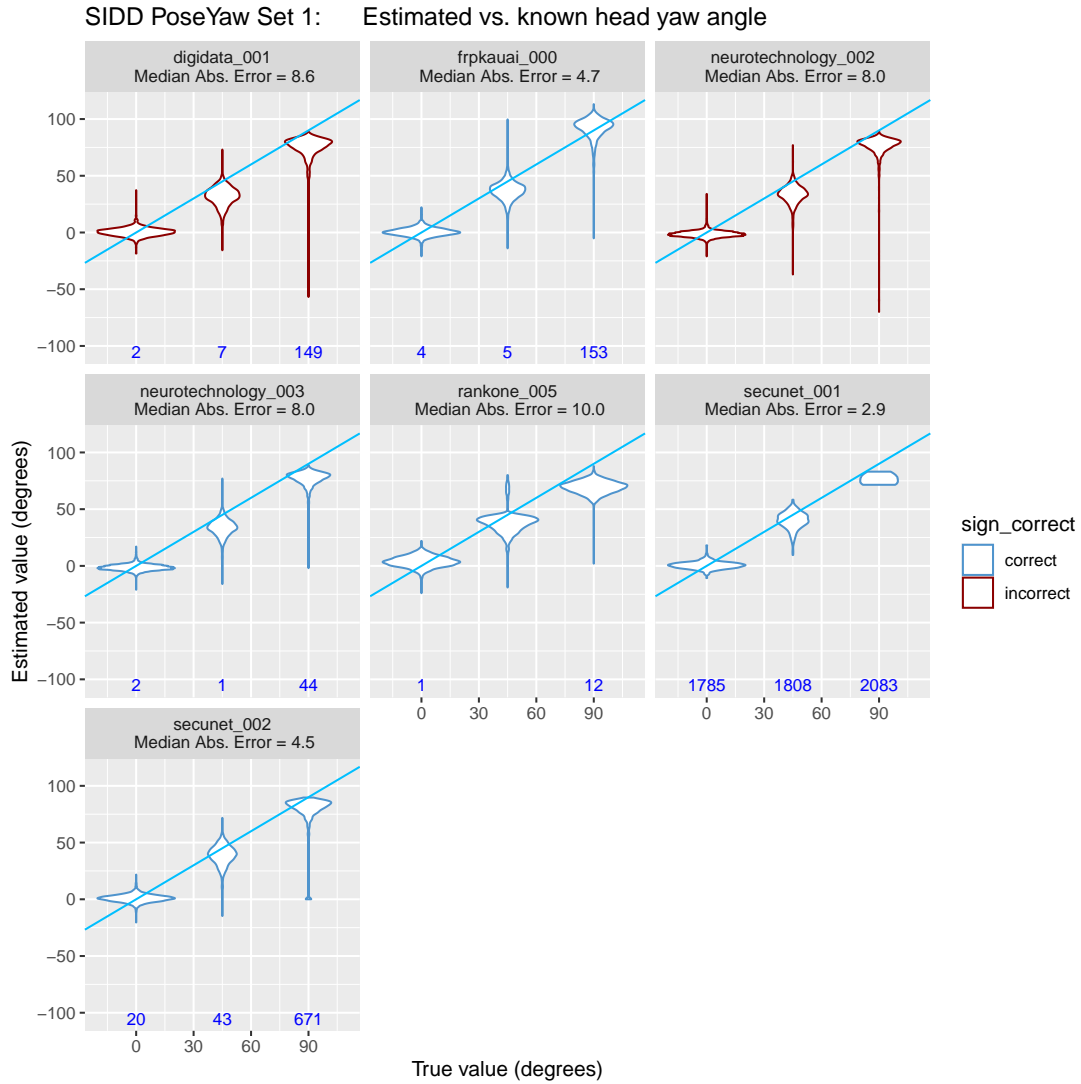 SIDD PoseYaw Set 1: Estimated vs. known head yaw angle
digidata_001
Median Abs. Error = 8.6
frpkauai_000
Median Abs. Error = 4.7
neurotechnology_002
Median Abs. Error = 8.0
100
50
0
−50
−100
2 7 149
4 5 153
neurotechnology_003
Median Abs. Error = 8.0
rankone_005
Median Abs. Error = 10.0
secunet_001
Median Abs. Error = 2.9
100
50
0
−50
−100
2 1 44
1 12
1785 1808 2083
0 30 60 90
0 30 60 90
secunet_002
Median Abs. Error = 4.5
100
50
0
−50
−100
20 43 671
0 30 60 90
True value (degrees)
Estimated value (degrees)
sign_correct
correct
incorrect